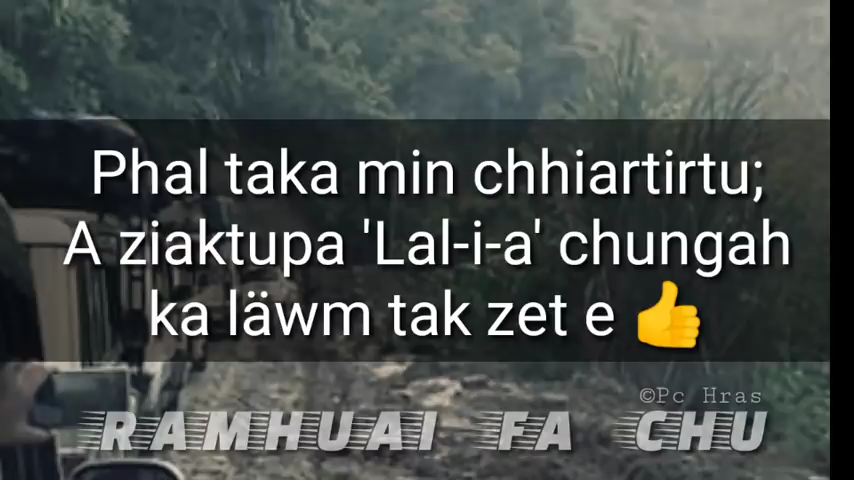 Phal taka min chhiartirtu;
A ziaktupa 'Lal-i-a' chungah
ka läwm tak zet e 👍
©Pc Hras
RAMHUAI FA CHU